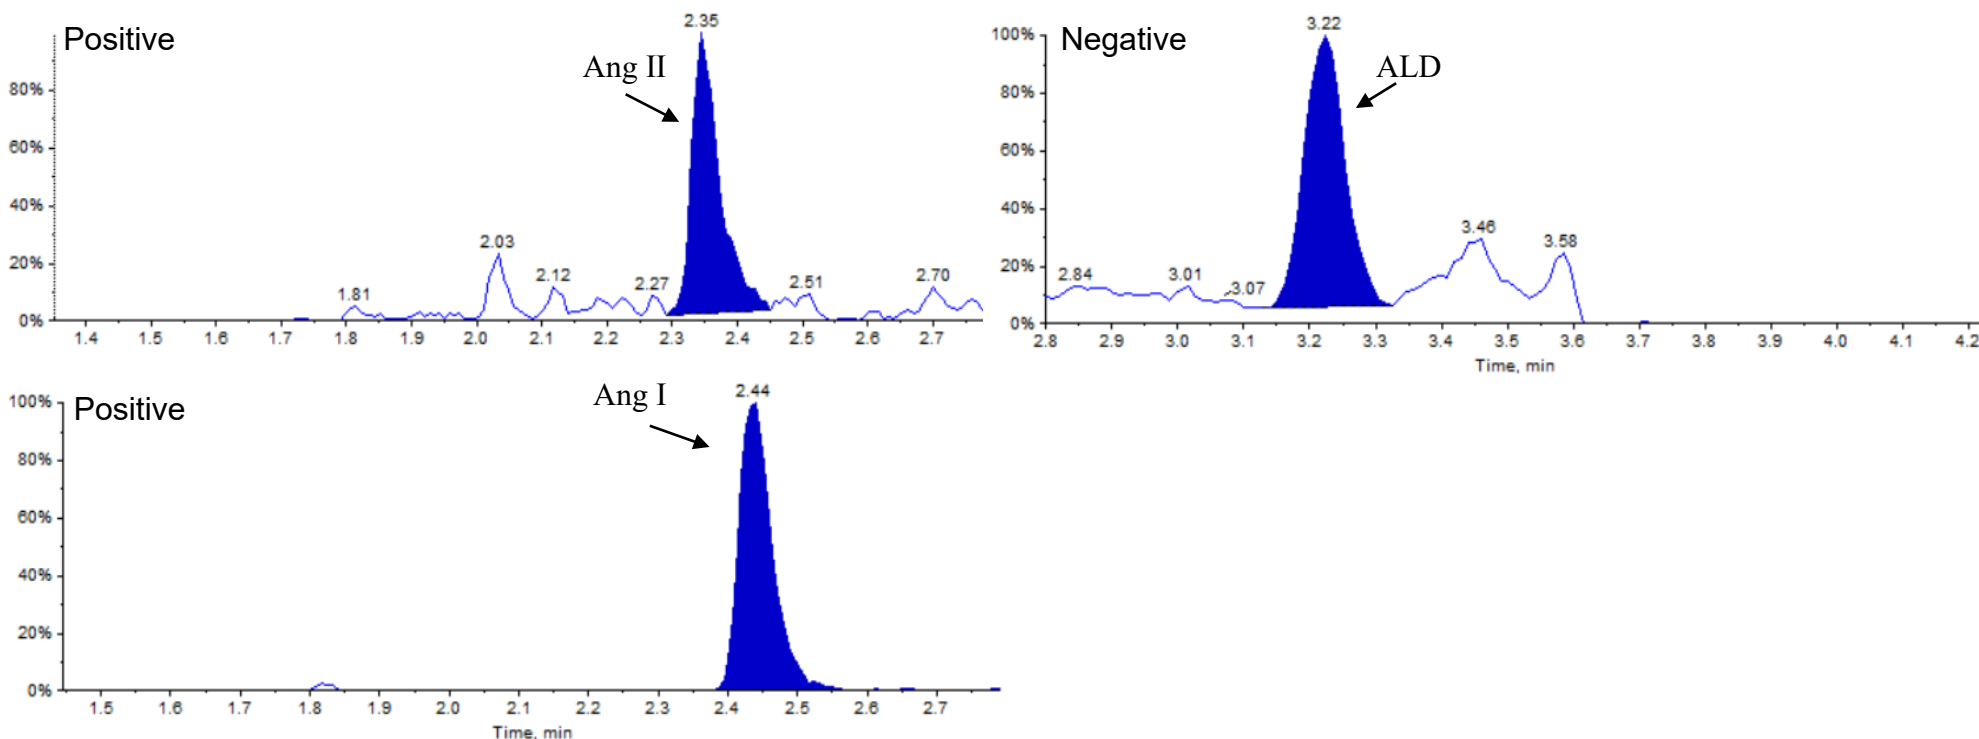 Positive
2.35
Ang II
80%
60%
40%
20%
0%
1.81
2.03
2.12
2.27
2.51
2.70
1.4 1.5 1.6 1.7 1.8 1.9 2.0 2.1 2.2 2.3 2.4 2.5 2.6 2.7
Negative
3.22
ALD
100%
80%
60%
40%
20%
0%
2.84
3.01
3.07
3.46
3.58
2.8 2.9 3.0 3.1 3.2 3.3 3.4 3.5 3.6 3.7 3.8 3.9 4.0 4.1 4.2
Time, min
Positive
2.44
Ang I
100%
80%
60%
40%
20%
0%
1.5 1.6 1.7 1.8 1.9 2.0 2.1 2.2 2.3 2.4 2.5 2.6 2.7
Time, min